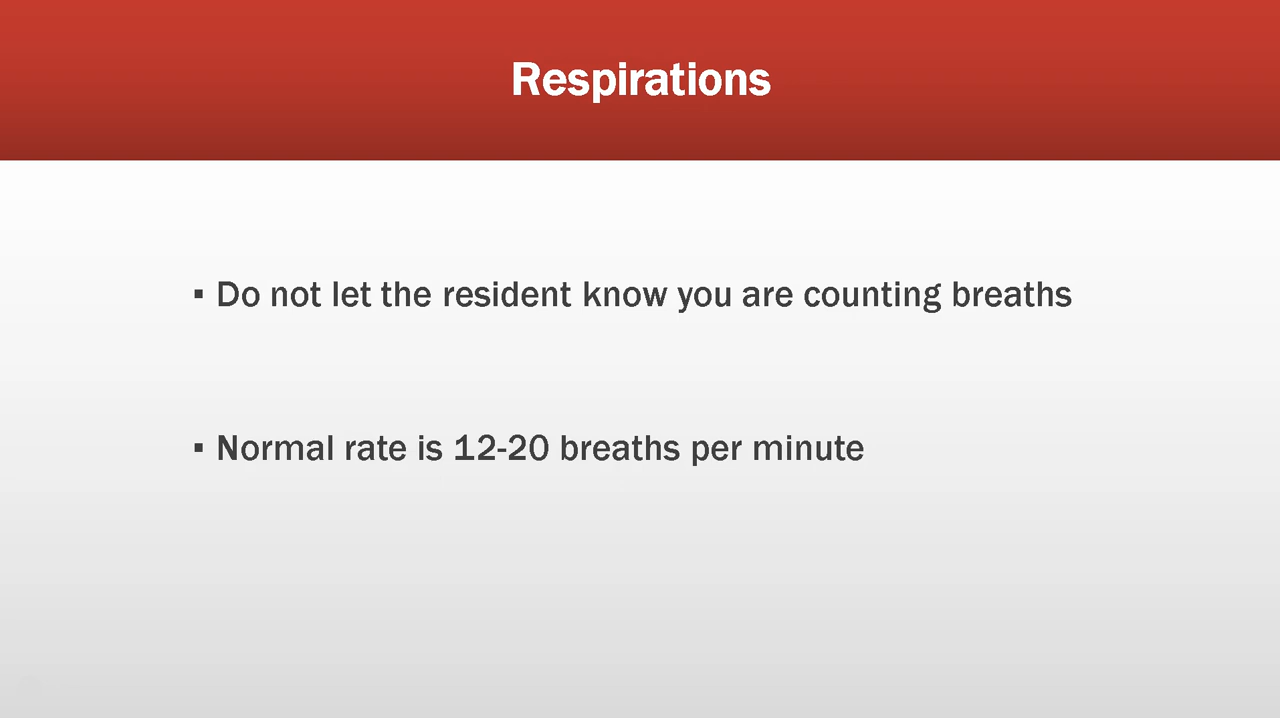 Respirations
▪ Do not let the resident know you are counting breaths
▪ Normal rate is 12-20 breaths per minute